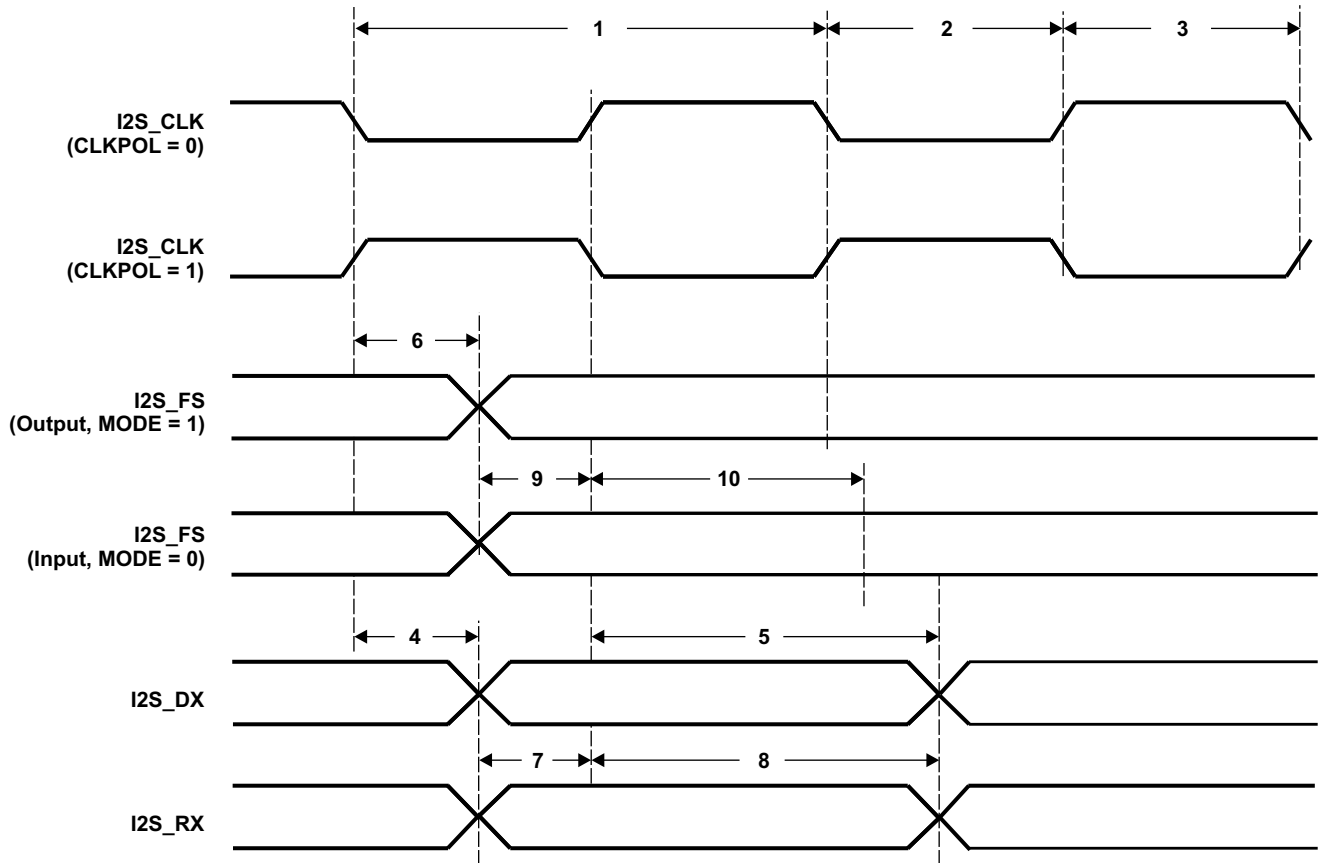 1 2 3
I2S_CLK
(CLKPOL = 0)
I2S_CLK
(CLKPOL = 1)
6
I2S_FS
(Output, MODE = 1)
9 10
I2S_FS
(Input, MODE = 0)
4 5
I2S_DX
7 8
I2S_RX